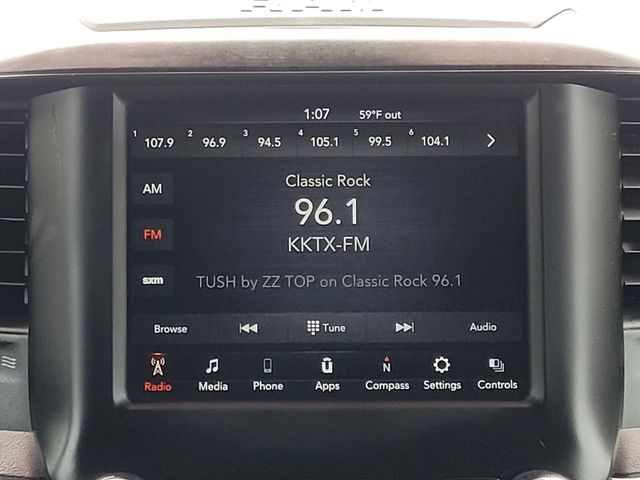 RAM
1:07 59°F out
1 107.9 2 96.9 3 94.5 4 105.1 5 99.5 6 104.1
AM
Classic Rock
96.1
FM
KKTX-FM
sxm
TUSH by ZZ TOP on Classic Rock 96.1
Browse Tune Audio
N
Radio Media Phone Apps Compass Settings Controls